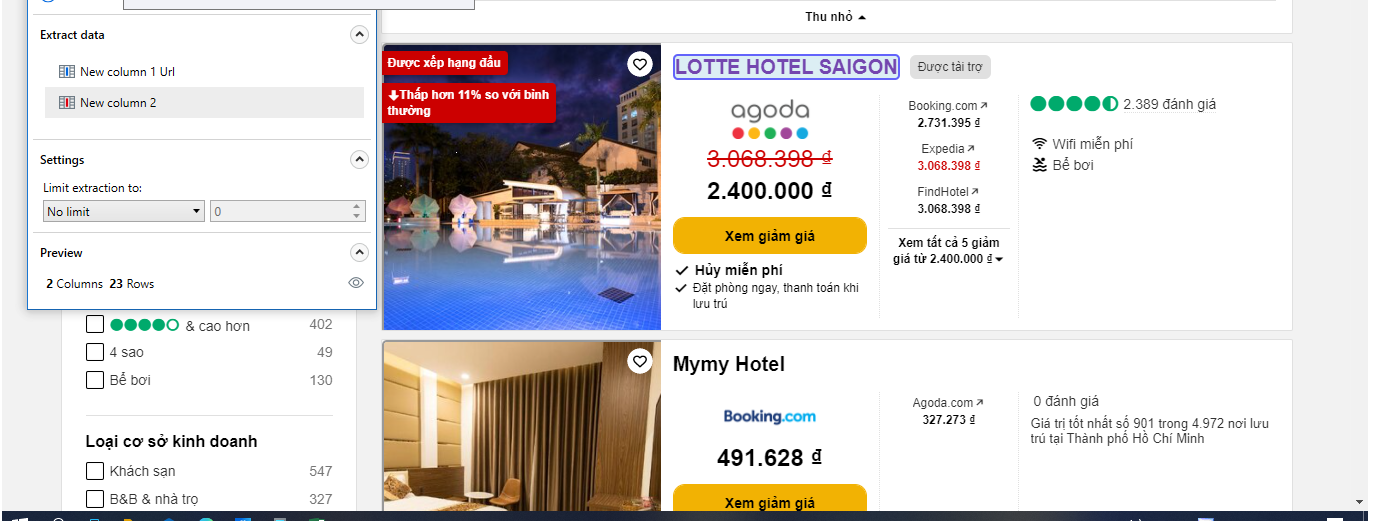 Extract data
New column 1 Url
New column 2
Settings
Limit extraction to:
No limit
0
Preview
2 Columns 23 Rows
& cao hơn 402
4 sao 49
Bể bơi 130
Loại cơ sở kinh doanh
Khách sạn 547
B&B & nhà trọ 327
Thu nhỏ
Được xếp hạng đầu
Thấp hơn 11% so với bình
thường
LOTTE HOTEL SAIGON
Được tài trợ
agoda
3.068.398 ₫
2.400.000 ₫
Xem giảm giá
Hủy miễn phí
Đặt phòng ngay, thanh toán khi
lưu trú
Booking.com
2.731.395 ₫
Expedia
3.068.398 ₫
FindHotel
3.068.398 ₫
Xem tất cả 5 giảm
giá từ 2.400.000 ₫
2.389 đánh giá
Wifi miễn phí
Bể bơi
Mymy Hotel
Booking.com
491.628 ₫
Xem giảm giá
Agoda.com
327.273 ₫
0 đánh giá
Giá trị tốt nhất số 901 trong 4.972 nơi lưu
trú tại Thành phố Hồ Chí Minh